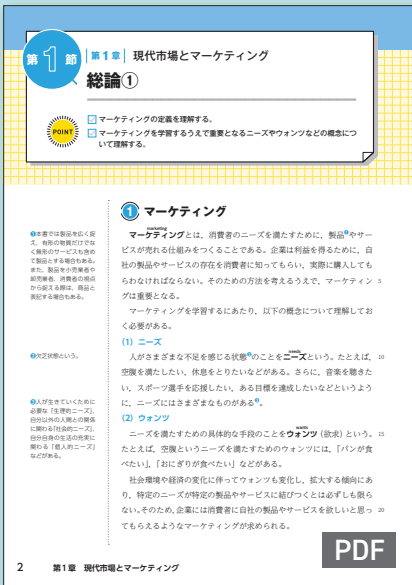 第1節
第1章 現代市場とマーケティング
総論①
POINT
マーケティングの定義を理解する。
マーケティングを学習するうえで重要となるニーズやウォンツなどの概念につ
いて理解する。
1 マーケティング
marketing
マーケティングとは、消費者のニーズを満たすために、製品❶やサー
ビスが売れる仕組みをつくることである。企業は利益を得るために、自
社の製品やサービスの存在を消費者に知ってもらい、実際に購入しても
らわなければならない。そのための方法を考えるうえで、マーケティン 5
グは重要となる。
マーケティングを学習するにあたり、以下の概念について理解してお
く必要がある。
(1) ニーズ
needs
人がさまざまな不足を感じる状態❷のことをニーズという。たとえば、 10
空腹を満たしたい、休息をとりたいなどがある。さらに、音楽を聴きた
い、スポーツ選手を応援したい、ある目標を達成したいなどというよう
に、ニーズにはさまざまなものがある❸。
(2) ウォンツ
wants
ニーズを満たすための具体的な手段のことをウォンツ(欲求)という。 15
たとえば、空腹というニーズを満たすためのウォンツには、「パンが食
べたい」、「おにぎりが食べたい」などがある。
社会環境や経済の変化に伴ってウォンツも変化し、拡大する傾向にあ
り、特定のニーズが特定の製品やサービスに結びつくとは必ずしも限ら
ない。そのため、企業には消費者に自社の製品やサービスを欲しいと思っ 20
てもらえるようなマーケティングが求められる。
❶本書では製品を広く捉
え、有形の物質だけでな
く無形のサービスも含め
て製品とする場合もある。
また、製品を小売業者や
卸売業者、消費者の視点
から捉える際は、商品と
表記する場合もある。
❷欠乏状態という。
❸人が生きていくために
必要な「生理的ニーズ」、
自分以外の人間との関係
に関わる「社会的ニーズ」、
自分自身の生活の充実に
関わる「個人的ニーズ」
などがある。
2 第1章 現代市場とマーケティング
PDF